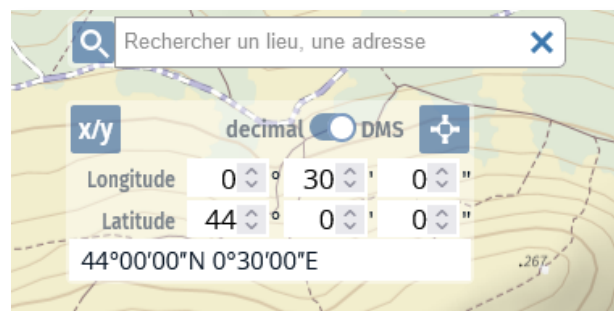 Rechercher un lieu, une adresse
x/y decimal DMS
Longitude 0 ° 30 ' 0 "
Latitude 44 ° 0 ' 0 "
44°00′00″N 0°30′00″E
.267